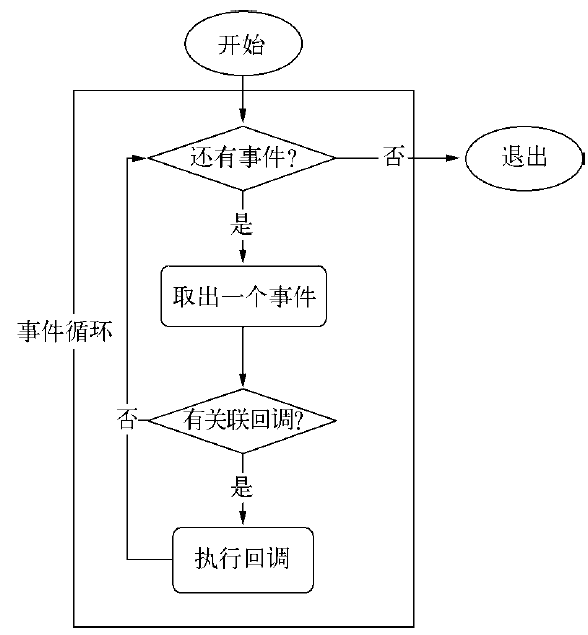 开始
还有事件?
否
退出
是
取出一个事件
事件循环
否
有关联回调?
是
执行回调